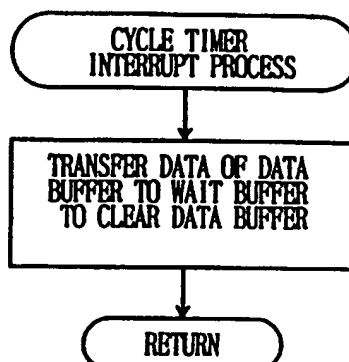 CYCLE TIMER
INTERRUPT PROCESS
TRANSFER DATA OF DATA
BUFFER TO WAIT BUFFER
TO CLEAR DATA BUFFER
RETURN